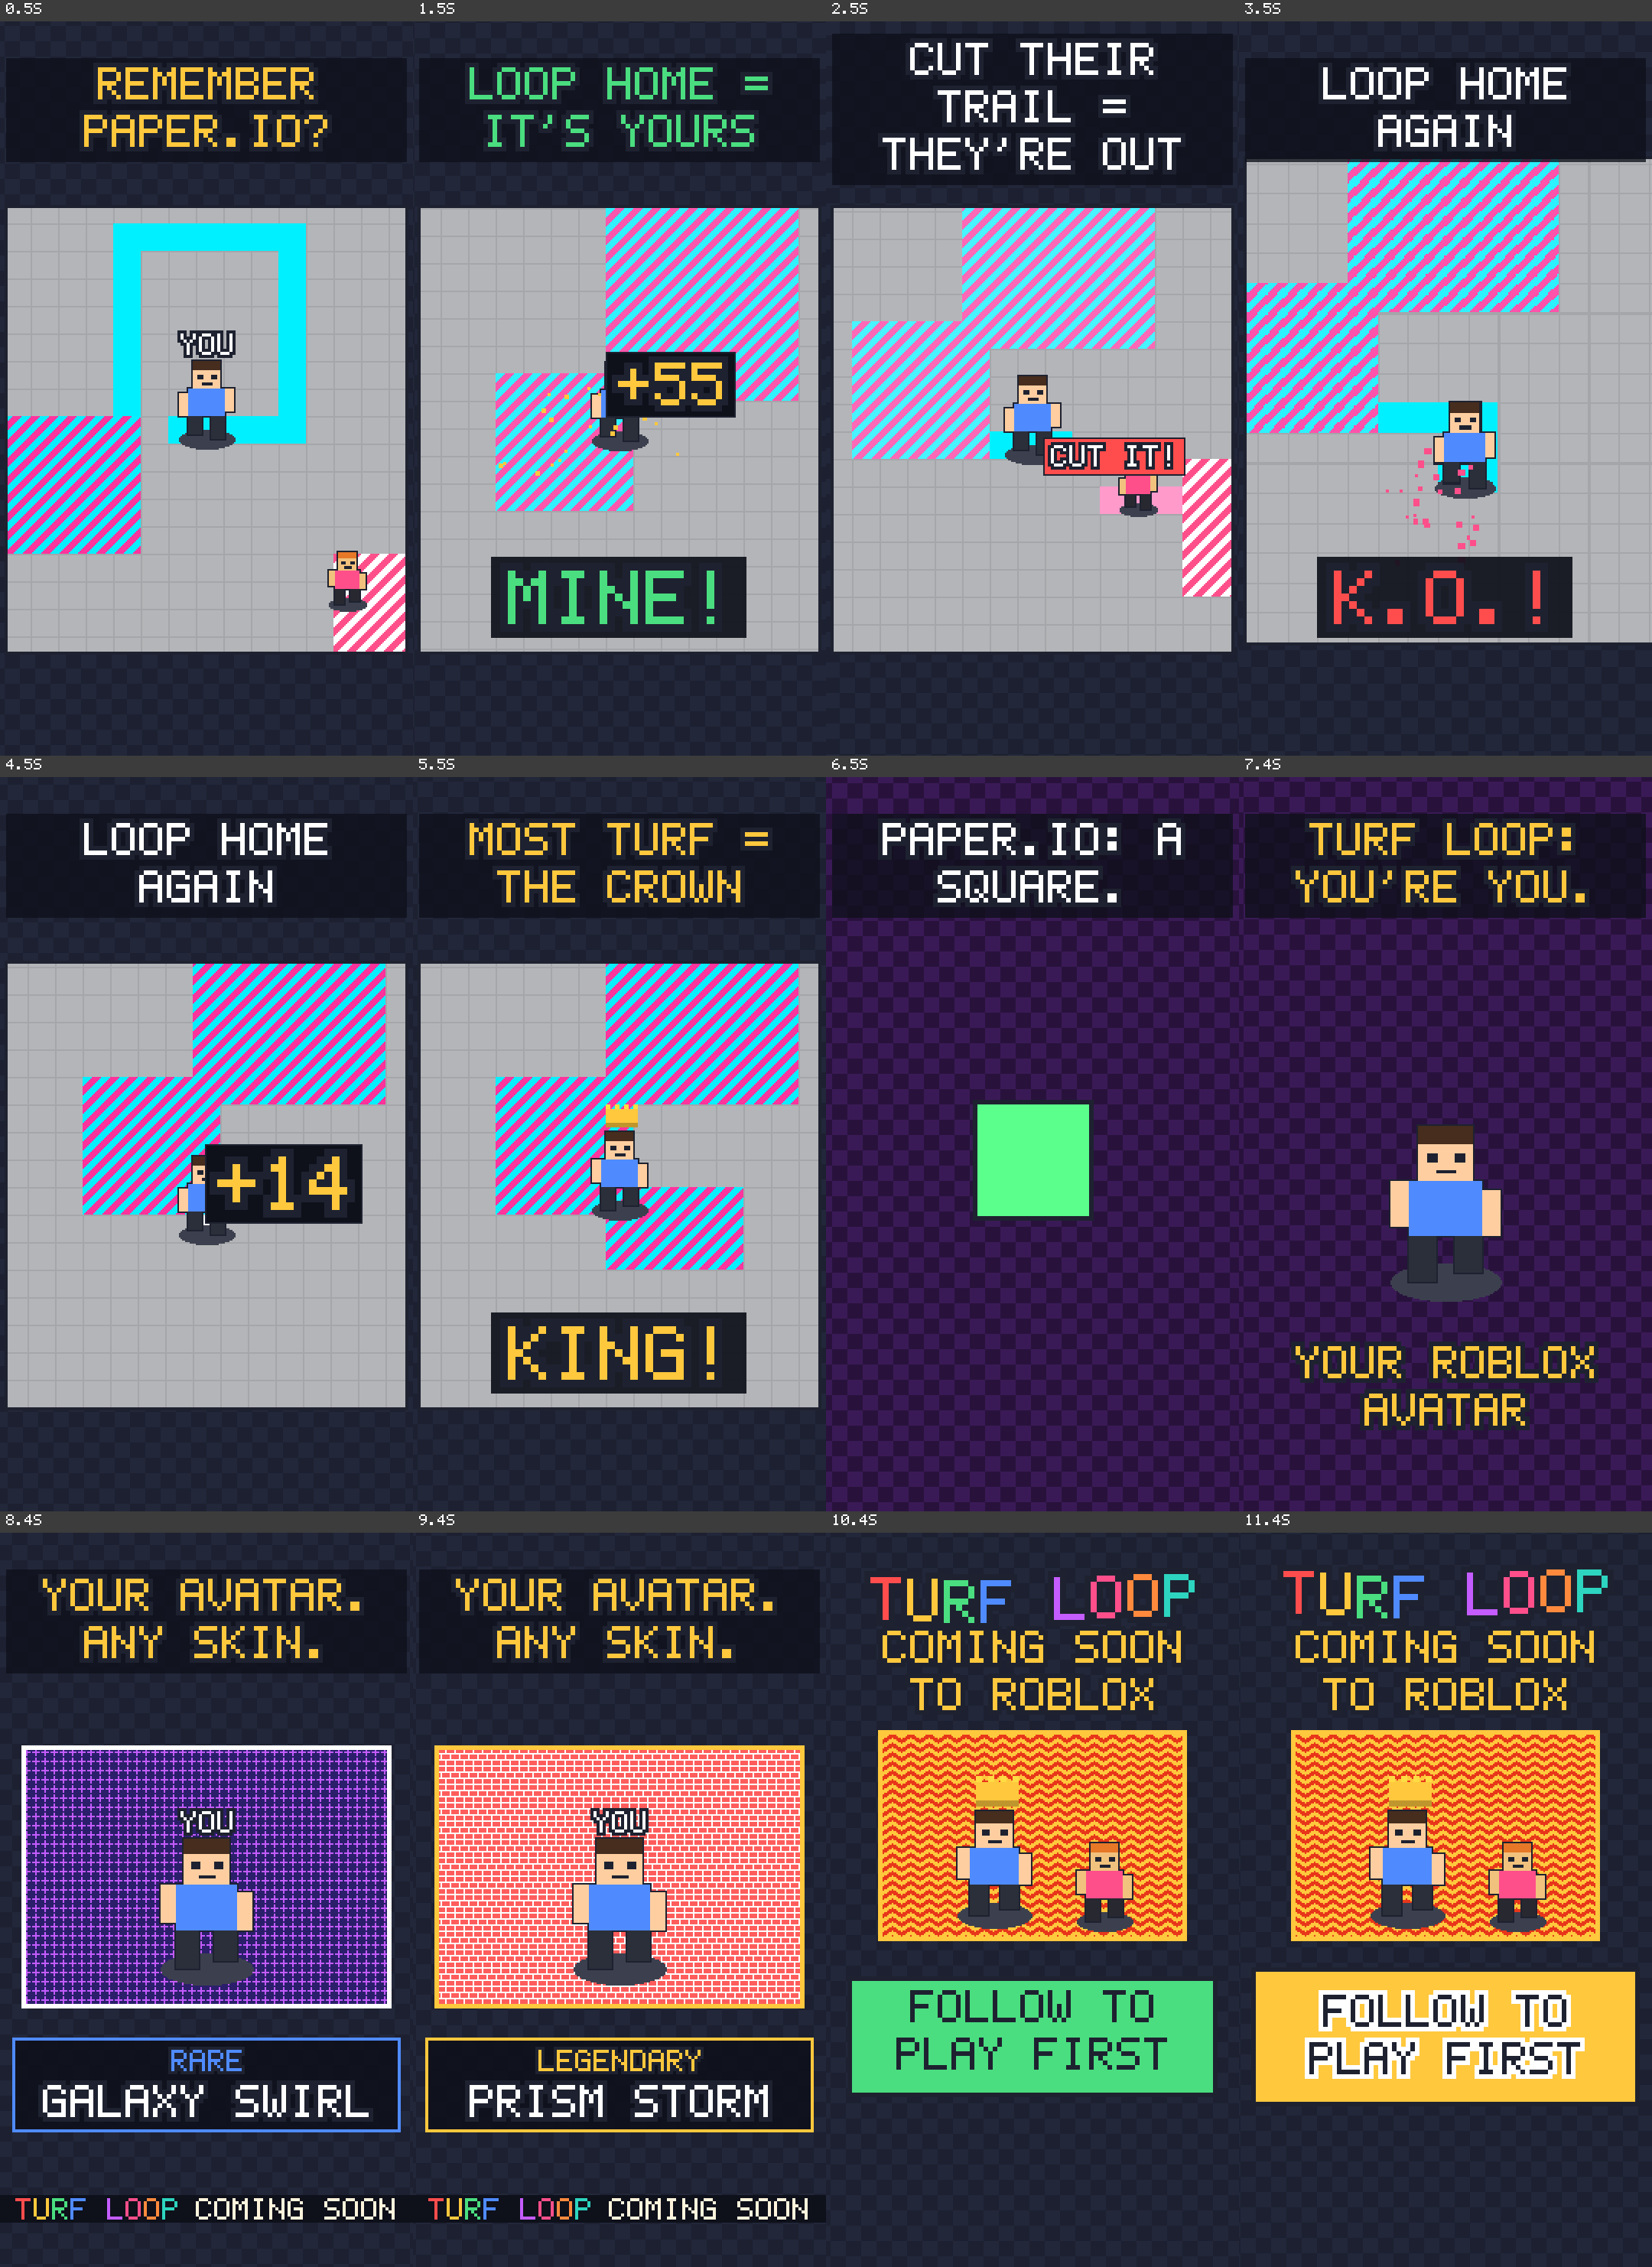 0.5S
REMEMBER
PAPER.IO?
YOU
1.5S
LOOP HOME =
IT'S YOURS
+55
MINE!
2.5S
CUT THEIR
TRAIL =
THEY'RE OUT
CUT IT!
3.5S
LOOP HOME
AGAIN
K.O.!
4.5S
LOOP HOME
AGAIN
+14
5.5S
MOST TURF =
THE CROWN
KING!
6.5S
PAPER.IO: A
SQUARE.
7.4S
TURF LOOP:
YOU'RE YOU.
YOUR ROBLOX
AVATAR
8.4S
YOUR AVATAR.
ANY SKIN.
YOU
RARE
GALAXY SWIRL
TURF LOOP COMING SOON
9.4S
YOUR AVATAR.
ANY SKIN.
YOU
LEGENDARY
PRISM STORM
TURF LOOP COMING SOON
10.4S
TURF LOOP
COMING SOON
TO ROBLOX
FOLLOW TO
PLAY FIRST
11.4S
TURF LOOP
COMING SOON
TO ROBLOX
FOLLOW TO
PLAY FIRST